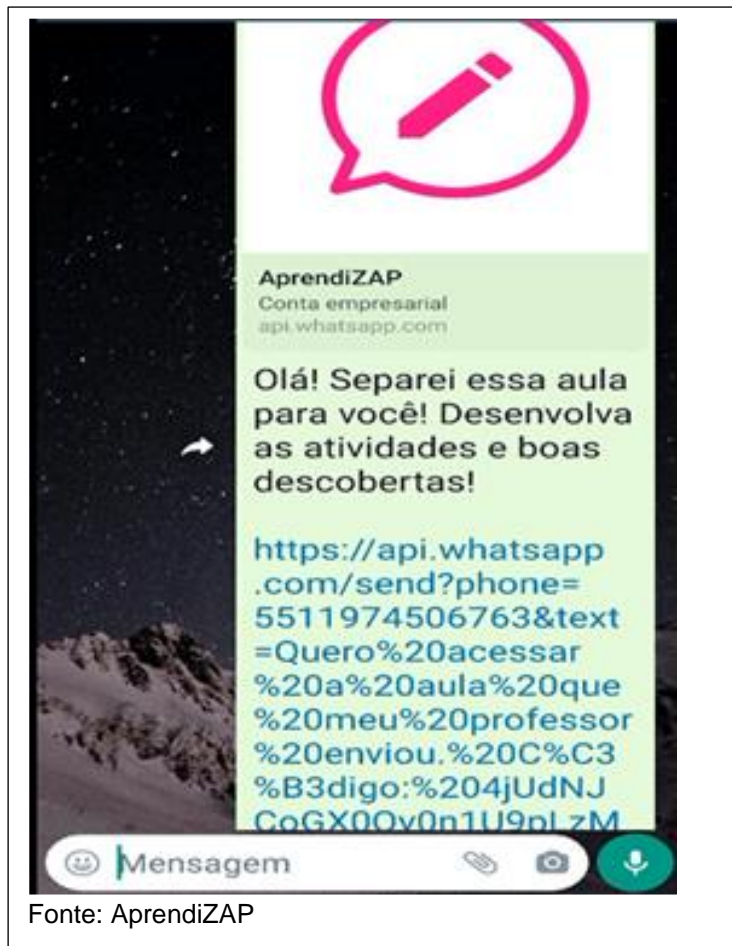 AprendiZAP
Conta empresarial
api.whatsapp.com
Olá! Separei essa aula
para você! Desenvolva
as atividades e boas
descobertas!
https://api.whatsapp
.com/send?phone=
5511974506763&text
=Quero%20acessar
%20a%20aula%20que
%20meu%20professor
%20enviou.%20C%C3
%B3digo:%204jUdNJ
Mensagem
Fonte: AprendiZAP